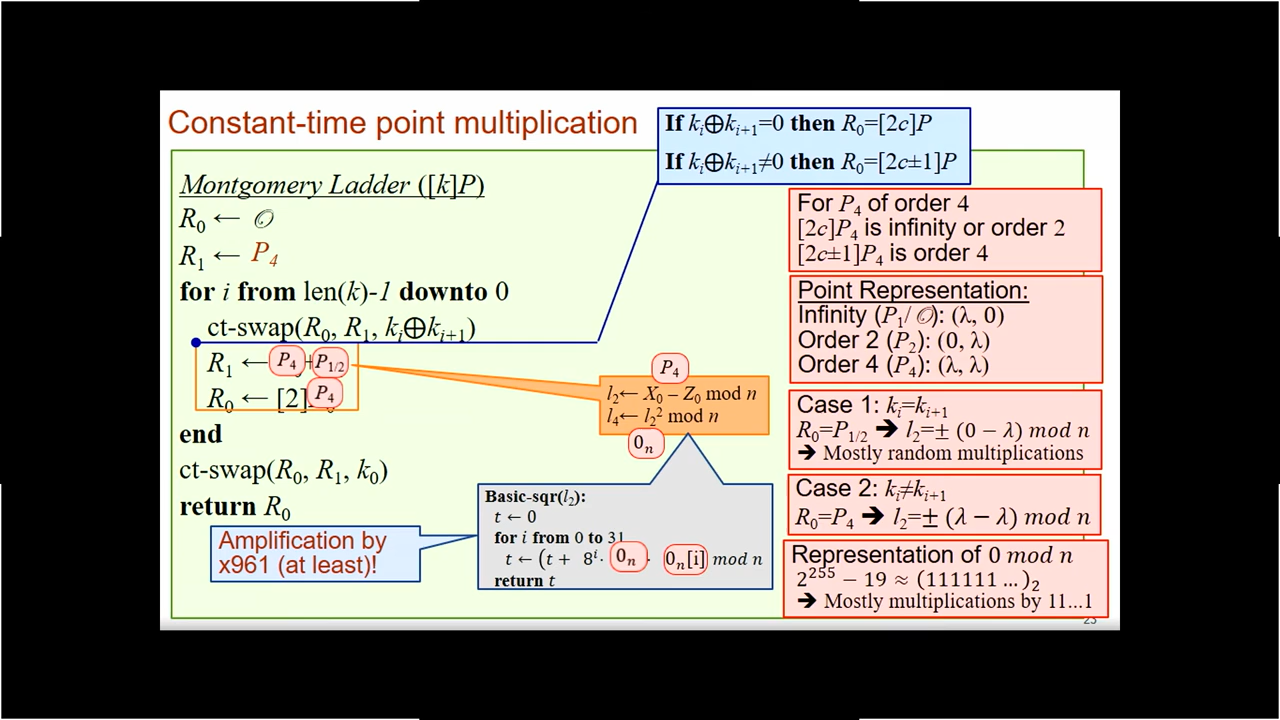 Constant-time point multiplication
If kᵢ⊕kᵢ₊₁=0 then R₀=[2c]P
If kᵢ⊕kᵢ₊₁≠0 then R₀=[2c±1]P
Montgomery Ladder ([k]P)
R₀ ← 𝒪
R₁ ← P₄
for i from len(k)-1 downto 0
ct-swap(R₀, R₁, kᵢ⊕kᵢ₊₁)
R₁ ← P₄ + P₁/₂
R₀ ← [2] P₄
end
ct-swap(R₀, R₁, k₀)
return R₀
Amplification by
x961 (at least)!
P₄
l₂← X₀ – Z₀ mod n
l₄← l₂² mod n
0ₙ
Basic-sqr(l₂):
t ← 0
for i from 0 to 31
t ← (t + 8ⁱ· 0ₙ · 0ₙ[i] mod n
return t
For P₄ of order 4
[2c]P₄ is infinity or order 2
[2c±1]P₄ is order 4
Point Representation:
Infinity (P₁/ 𝒪): (λ, 0)
Order 2 (P₂): (0, λ)
Order 4 (P₄): (λ, λ)
Case 1: kᵢ=kᵢ₊₁
R₀=P₁/₂ ➔ l₂=± (0 − λ) mod n
➔ Mostly random multiplications
Case 2: kᵢ≠kᵢ₊₁
R₀=P₄ ➔ l₂=± (λ − λ) mod n
Representation of 0 mod n
2²⁵⁵ − 19 ≈ (111111 …)₂
➔ Mostly multiplications by 11...1
23